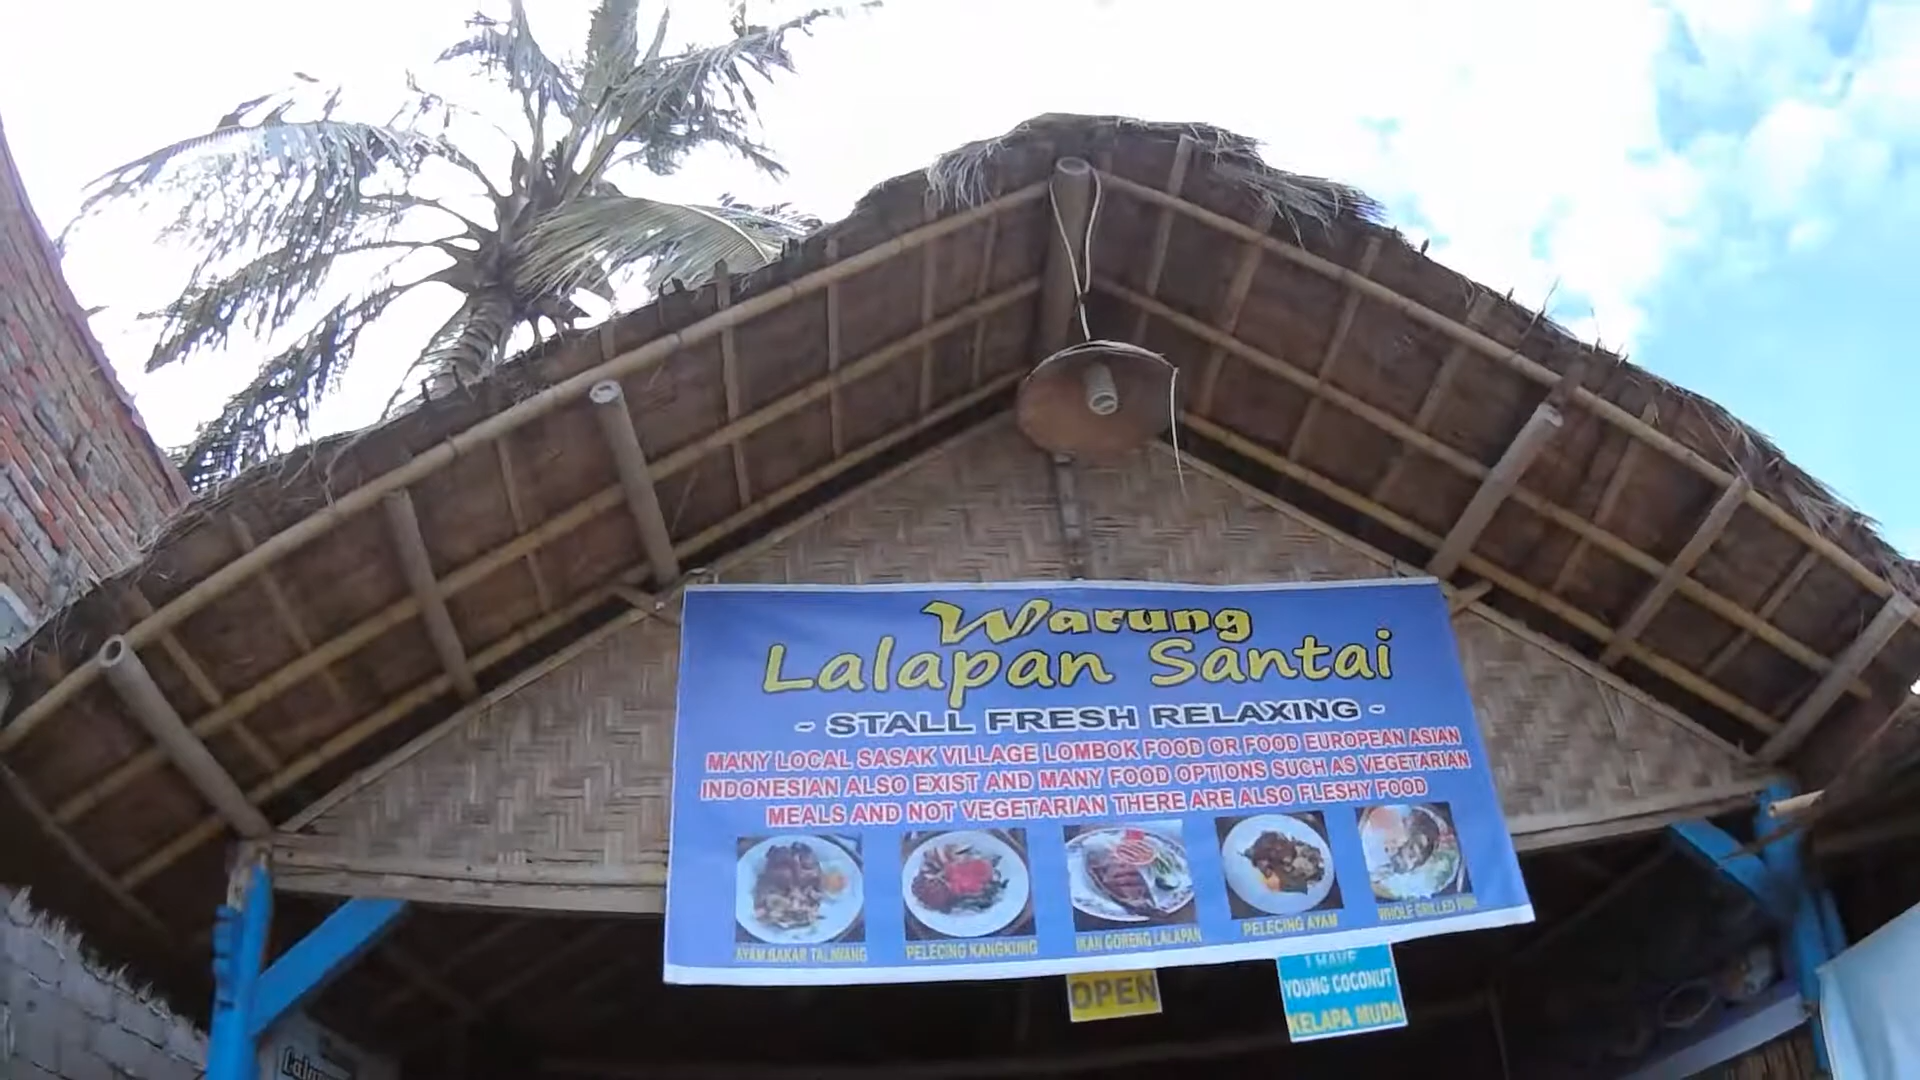 Warung
Lalapan Santai
- STALL FRESH RELAXING -
MANY LOCAL SASAK VILLAGE LOMBOK FOOD OR FOOD EUROPEAN ASIAN
INDONESIAN ALSO EXIST AND MANY FOOD OPTIONS SUCH AS VEGETARIAN
MEALS AND NOT VEGETARIAN THERE ARE ALSO FLESHY FOOD
AYAM BAKAR TALIWANG
PELECING KANGKUNG
IKAN GORENG LALAPAN
PELECING AYAM
WHOLE GRILLED FISH
OPEN
I HAVE
YOUNG COCONUT
KELAPA MUDA